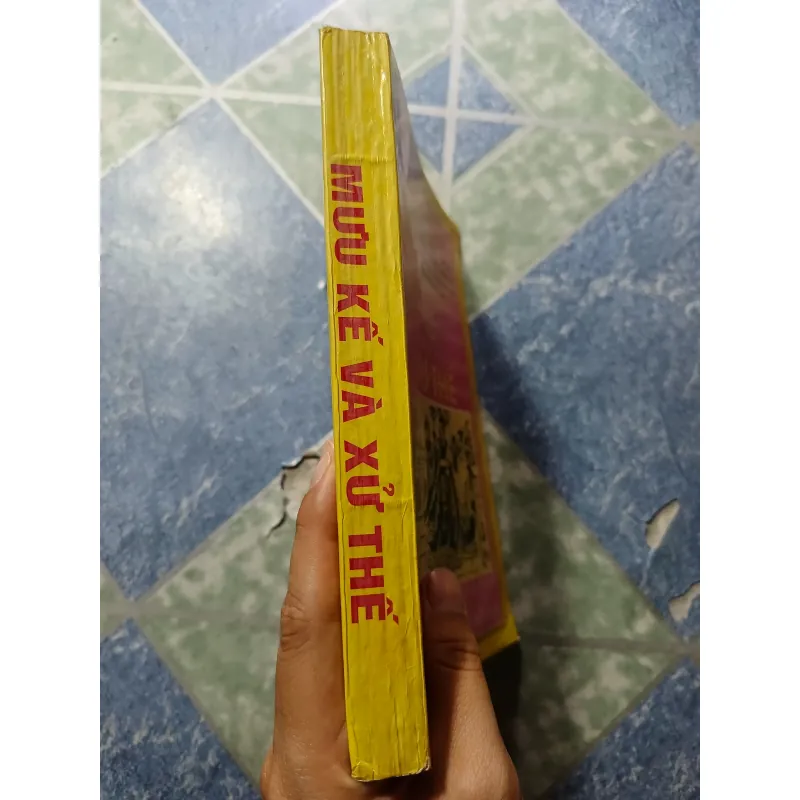 MƯU KẾ VÀ XỬ THẾ